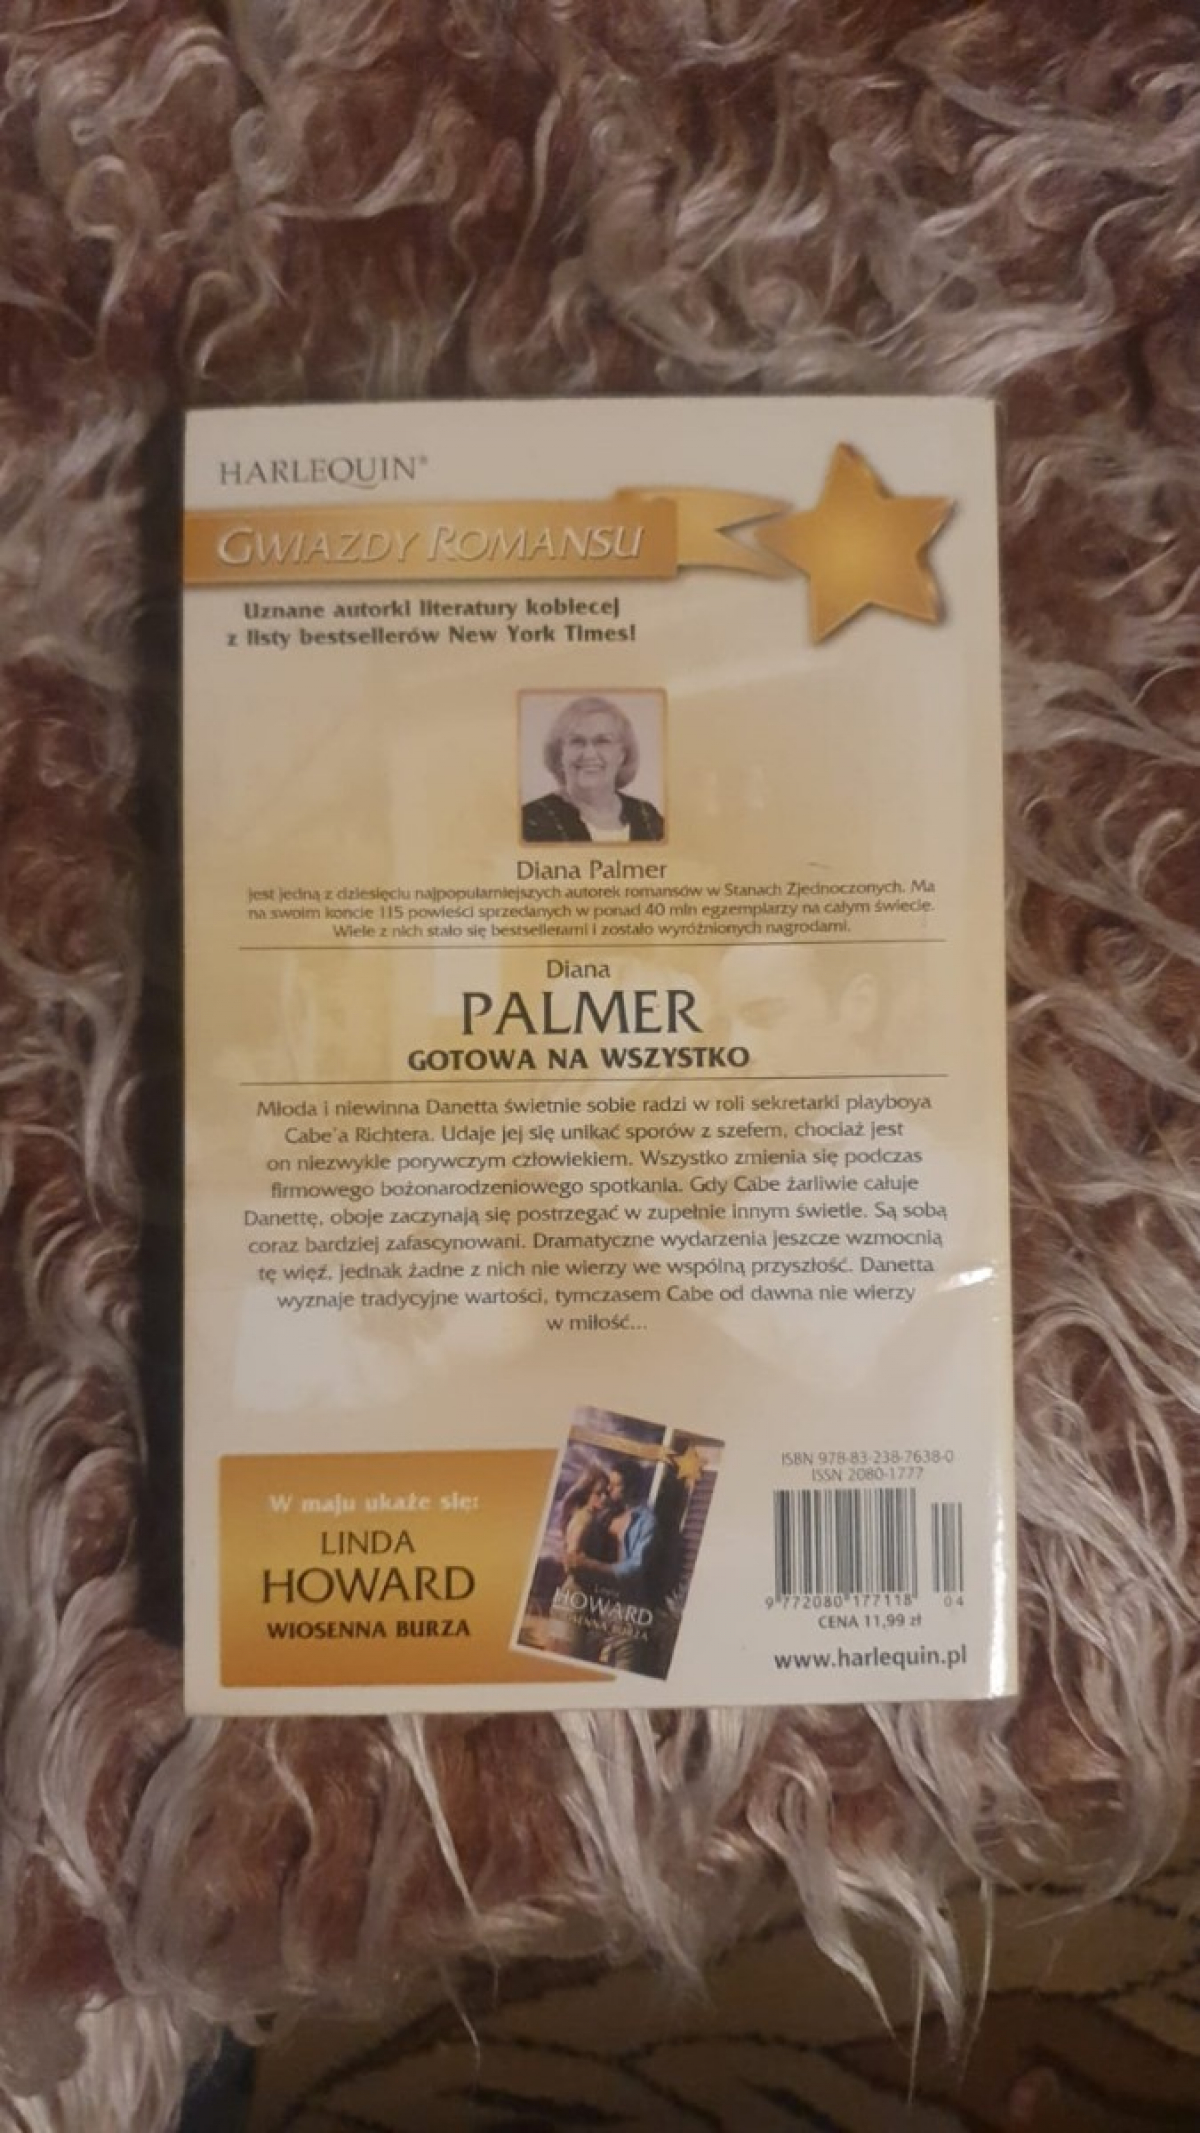 HARLEQUIN®
GWIAZDY ROMANSU
Uznane autorki literatury kobiecej
z listy bestsellerów New York Times!
Diana Palmer
jest jedną z dziesięciu najpopularniejszych autorek romansów w Stanach Zjednoczonych. Ma
na swoim koncie 115 powieści sprzedanych w ponad 40 mln egzemplarzy na całym świecie.
Wiele z nich stało się bestsellerami i zostało wyróżnionych nagrodami.
Diana
PALMER
GOTOWA NA WSZYSTKO
Młoda i niewinna Danetta świetnie sobie radzi w roli sekretarki playboya
Cabe'a Richtera. Udaje jej się unikać sporów z szefem, chociaż jest
on niezwykle porywczym człowiekiem. Wszystko zmienia się podczas
firmowego bożonarodzeniowego spotkania. Gdy Cabe żarliwie całuje
Danettę, oboje zaczynają się postrzegać w zupełnie innym świetle. Są sobą
coraz bardziej zafascynowani. Dramatyczne wydarzenia jeszcze wzmocnią
tę więź, jednak żadne z nich nie wierzy we wspólną przyszłość. Danetta
wyznaje tradycyjne wartości, tymczasem Cabe od dawna nie wierzy
w miłość...
W maju ukaże się:
LINDA
HOWARD
WIOSENNA BURZA
Linda
HOWARD
WIOSENNA BURZA
ISBN 978-83-238-7638-0
ISSN 2080-1777
9 772080 177118 04
CENA 11,99 zł
www.harlequin.pl